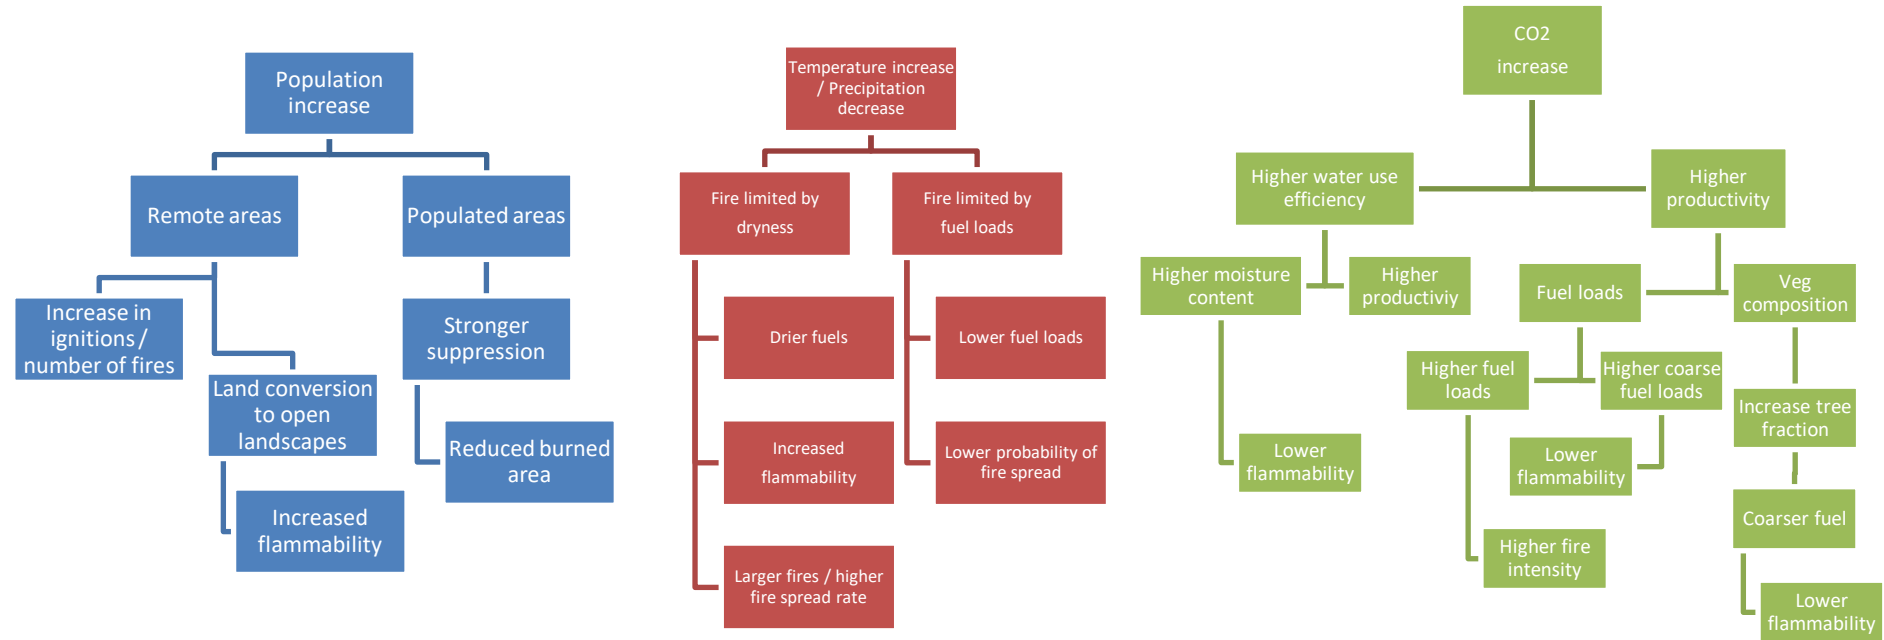 Population
increase
Remote areas
Populated areas
Increase in
ignitions /
number of fires
Land conversion
to open
landscapes
Increased
flammability
Stronger
suppression
Reduced burned
area
Temperature increase
/ Precipitation
decrease
Fire limited by
dryness
Fire limited by
fuel loads
Drier fuels
Increased
flammability
Larger fires / higher
fire spread rate
Lower fuel loads
Lower probability of
fire spread
CO2
increase
Higher water use
efficiency
Higher
productivity
Higher moisture
content
Higher
productiviy
Lower
flammability
Fuel loads
Veg
composition
Higher fuel
loads
Higher coarse
fuel loads
Lower
flammability
Higher fire
intensity
Increase tree
fraction
Coarser fuel
Lower
flammability